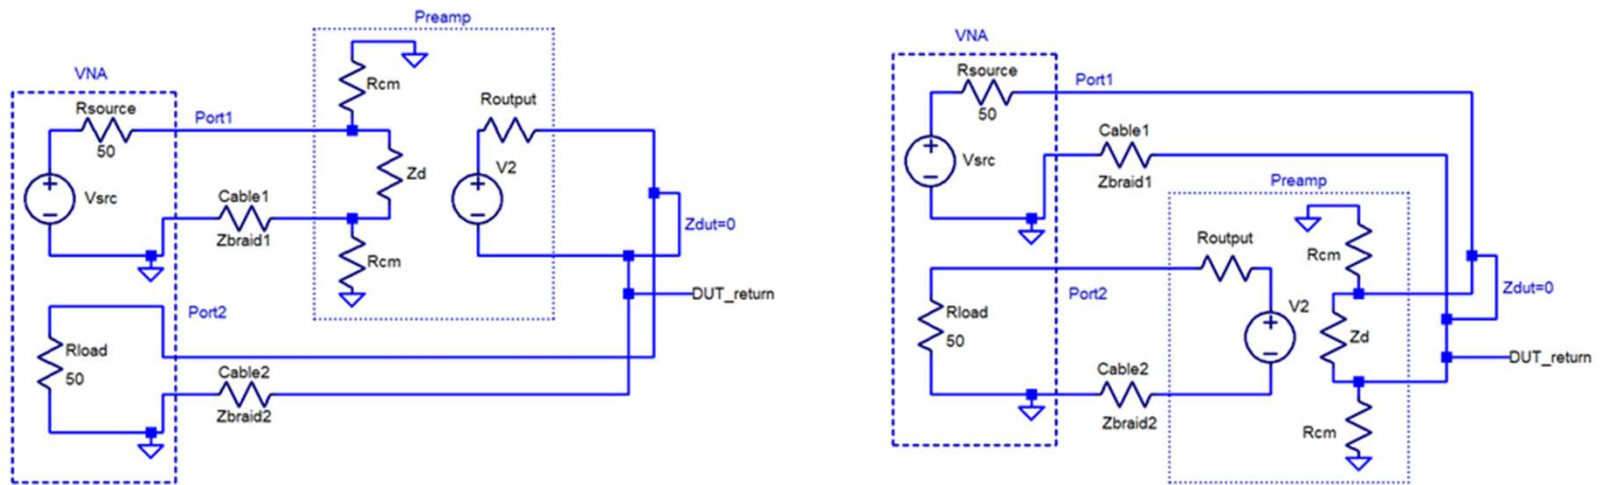 Preamp
VNA
Rcm
Rsource
50
Port1
Routput
Vsrc
+
−
Cable1
Zbraid1
Zd
V2
+
−
Zdut=0
Rcm
DUT_return
Port2
Rload
50
Cable2
Zbraid2
VNA
Rsource
50
Port1
Cable1
Zbraid1
Vsrc
+
−
Preamp
Routput
Rcm
Zdut=0
Port2
V2
+
−
Rload
50
Zd
DUT_return
Cable2
Zbraid2
Rcm